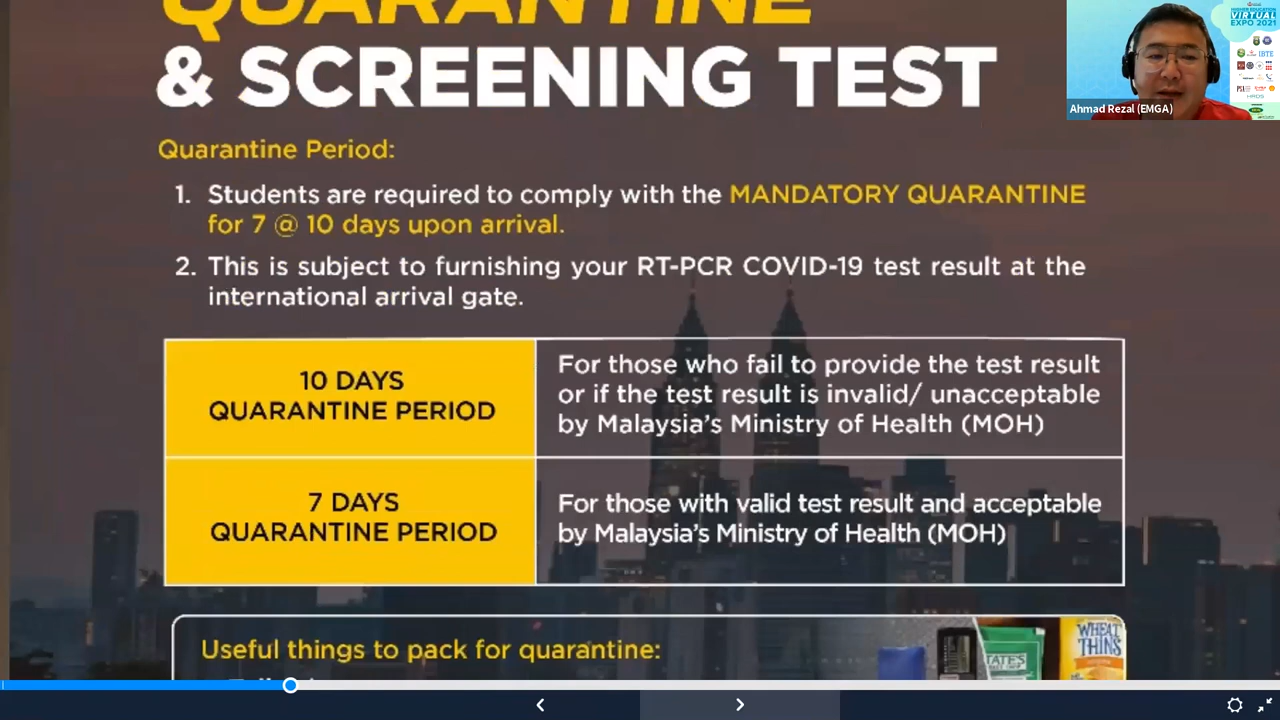 QUARANTINE
& SCREENING TEST
Quarantine Period:
1. Students are required to comply with the MANDATORY QUARANTINE
for 7 @ 10 days upon arrival.
2. This is subject to furnishing your RT-PCR COVID-19 test result at the
international arrival gate.
10 DAYS
QUARANTINE PERIOD
For those who fail to provide the test result
or if the test result is invalid/ unacceptable
by Malaysia's Ministry of Health (MOH)
7 DAYS
QUARANTINE PERIOD
For those with valid test result and acceptable
by Malaysia's Ministry of Health (MOH)
Useful things to pack for quarantine:
WHEAT
THINS
Ahmad Rezal (EMGA)
HIGHER EDUCATION
VIRTUAL
EXPO 2021
IBTE